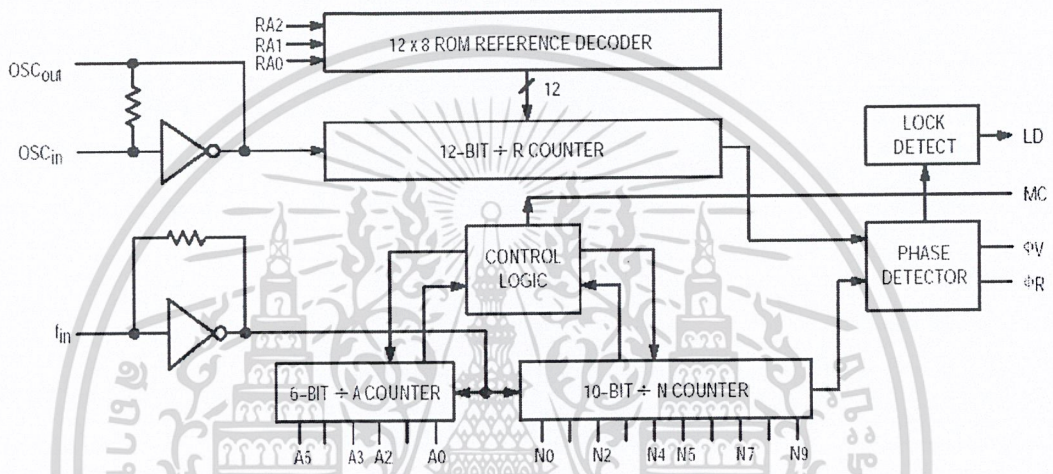 RA2
RA1
RA0
12 x 8 ROM REFERENCE DECODER
OSCout
12
OSCin
12-BIT ÷ R COUNTER
LOCK
DETECT
LD
MC
CONTROL
LOGIC
PHASE
DETECTOR
ΦV
ΦR
fin
6-BIT ÷ A COUNTER
10-BIT ÷ N COUNTER
A5 A3 A2 A0 N0 N2 N4 N5 N7 N9